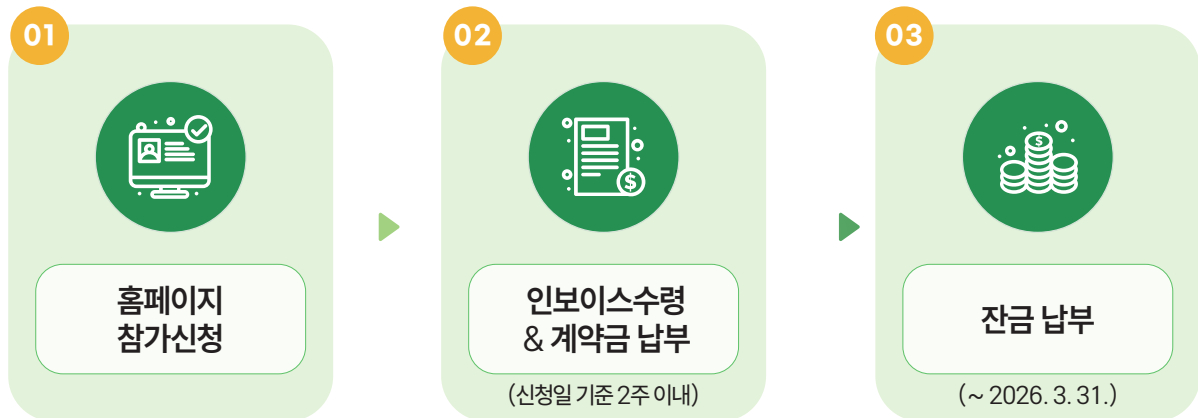 01
홈페이지
참가신청
02
$
인보이스수령
& 계약금 납부
(신청일 기준 2주 이내)
03
$
잔금 납부
(~ 2026. 3. 31.)